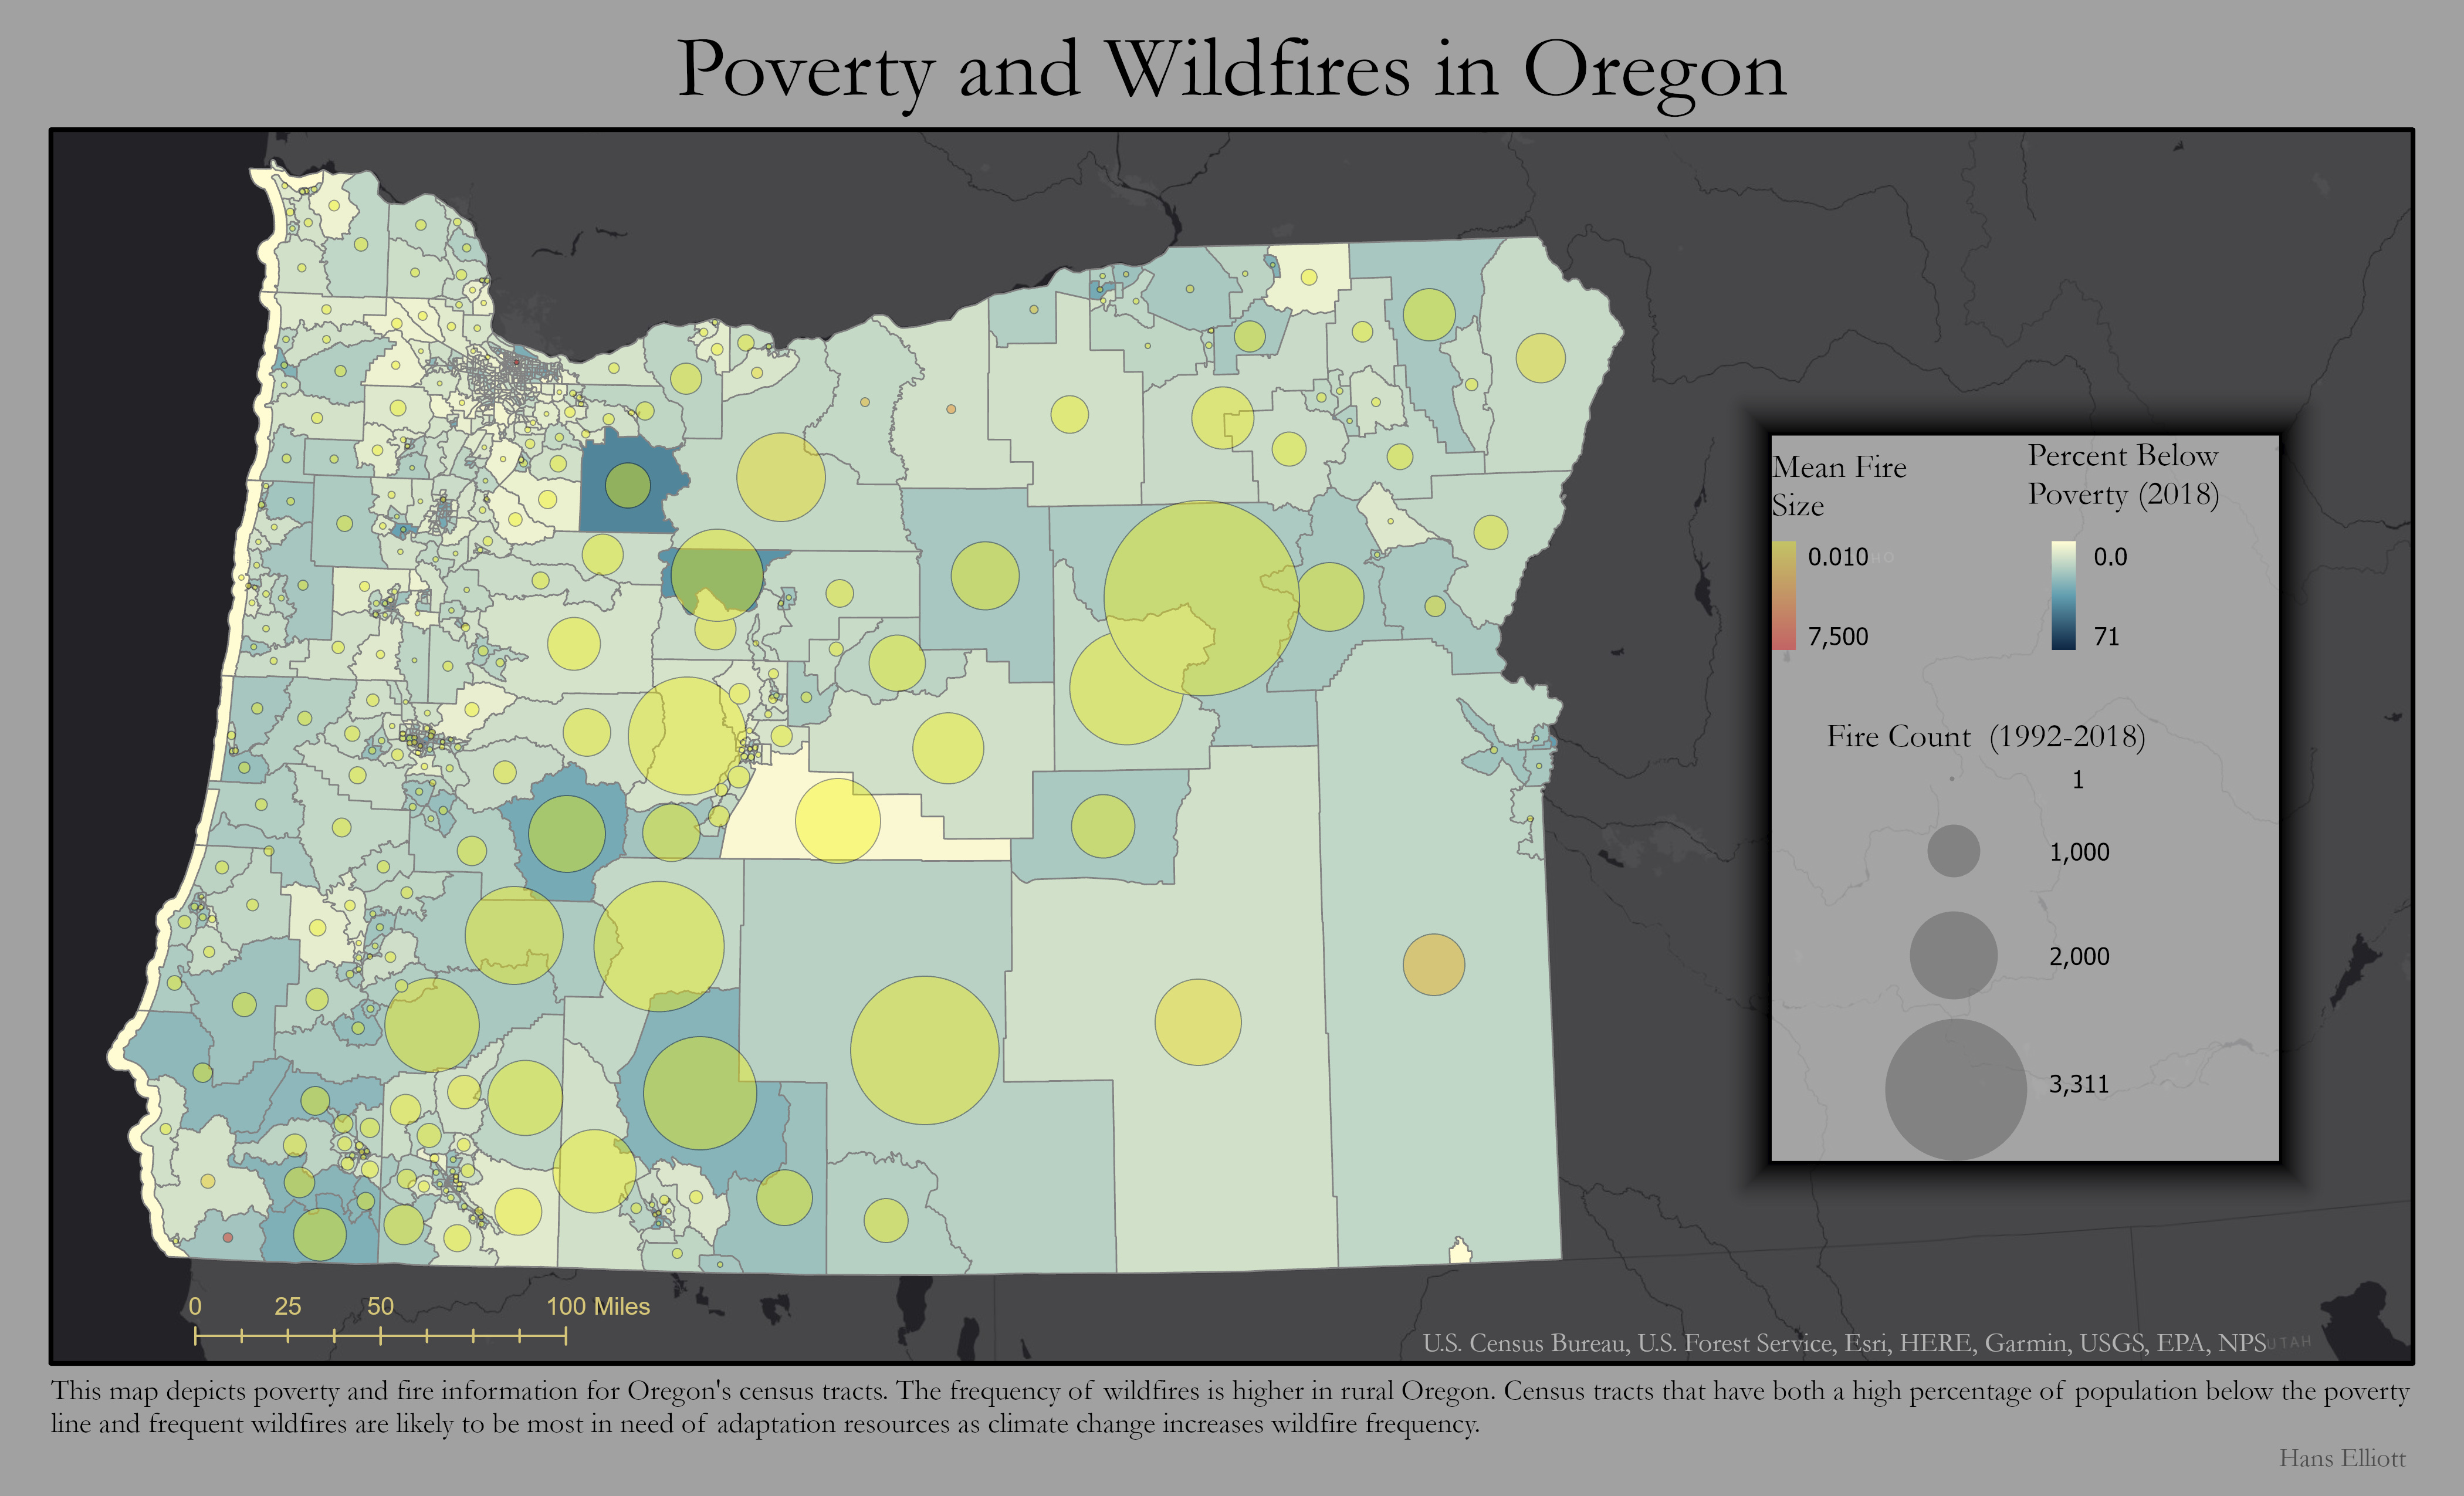 Poverty and Wildfires in Oregon
Mean Fire
Size
0.010
7,500
Percent Below
Poverty (2018)
0.0
71
Fire Count (1992-2018)
1
1,000
2,000
3,311
0 25 50 100 Miles
U.S. Census Bureau, U.S. Forest Service, Esri, HERE, Garmin, USGS, EPA, NPS
UTAH
This map depicts poverty and fire information for Oregon's census tracts. The frequency of wildfires is higher in rural Oregon. Census tracts that have both a high percentage of population below the poverty
line and frequent wildfires are likely to be most in need of adaptation resources as climate change increases wildfire frequency.
Hans Elliott